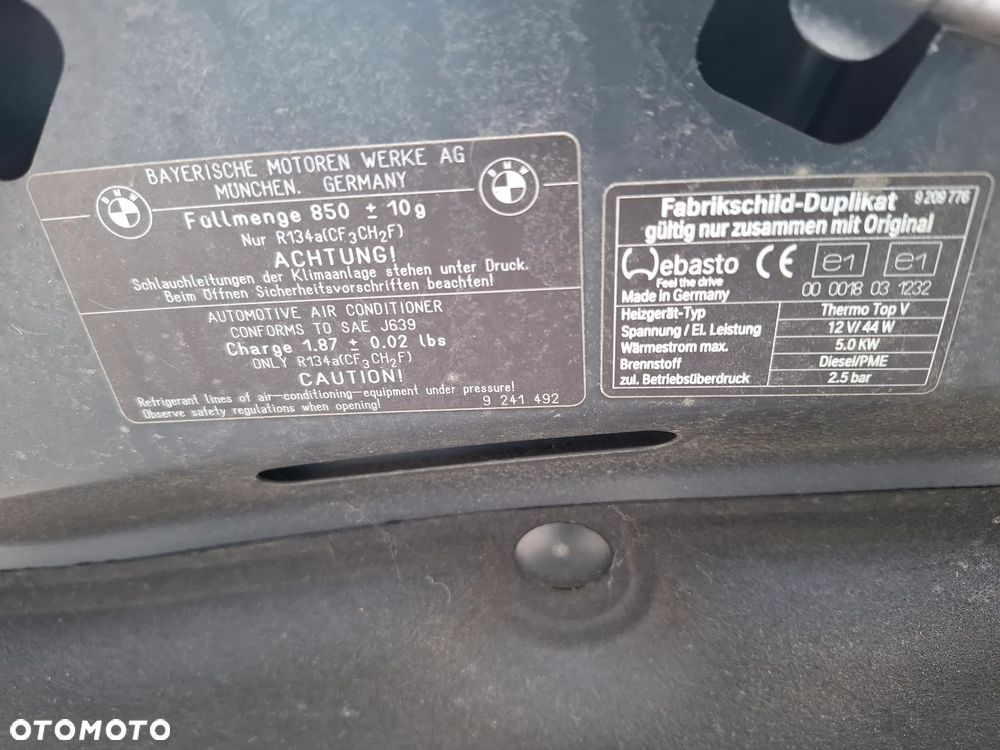 BAYERISCHE MOTOREN WERKE AG
MÜNCHEN. GERMANY
BMW
BMW
Füllmenge 850 ± 10g
Nur R134a(CF3CH2F)
ACHTUNG!
Schlauchleitungen der Klimaanlage stehen unter Druck.
Beim Öffnen Sicherheitsvorschriften beachten!
AUTOMOTIVE AIR CONDITIONER
CONFORMS TO SAE J639
Charge 1.87 ± 0.02 lbs
ONLY R134a(CF3CH2F)
CAUTION!
Refrigerant lines of air-conditioning-equipment under pressure!
Observe safety regulations when opening!
9 241 492
Fabrikschild-Duplikat 9 209 776
gültig nur zusammen mit Original
Webasto CE e1 e1
Feel the drive
Made in Germany 00 0018 03 1232
Heizgerät-Typ Thermo Top V
Spannung / El. Leistung 12 V/ 44 W
Wärmestrom max. 5.0 KW
Brennstoff Diesel/PME
zul. Betriebsüberdruck 2.5 bar
OTOMOTO